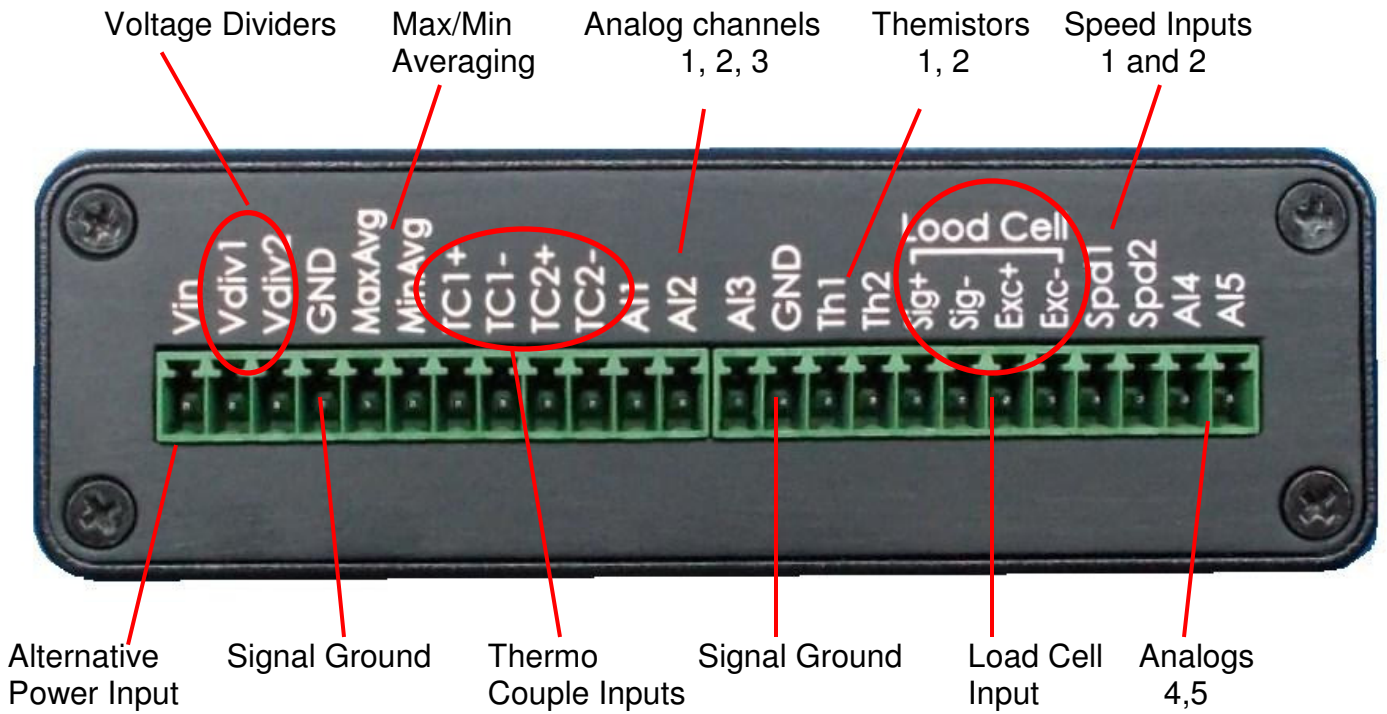 Voltage Dividers
Max/Min
Averaging
Analog channels
1, 2, 3
Themistors
1, 2
Speed Inputs
1 and 2
Lood Cell
Vin
Vdiv1
Vdiv2
GND
MaxAvg
MinAvg
TC1+
TC1-
TC2+
TC2-
AI1
AI2
AI3
GND
Th1
Th2
Sig+
Sig-
Exc+
Exc-
Spd1
Spd2
AI4
AI5
Alternative
Power Input
Signal Ground
Thermo
Couple Inputs
Signal Ground
Load Cell
Input
Analogs
4,5